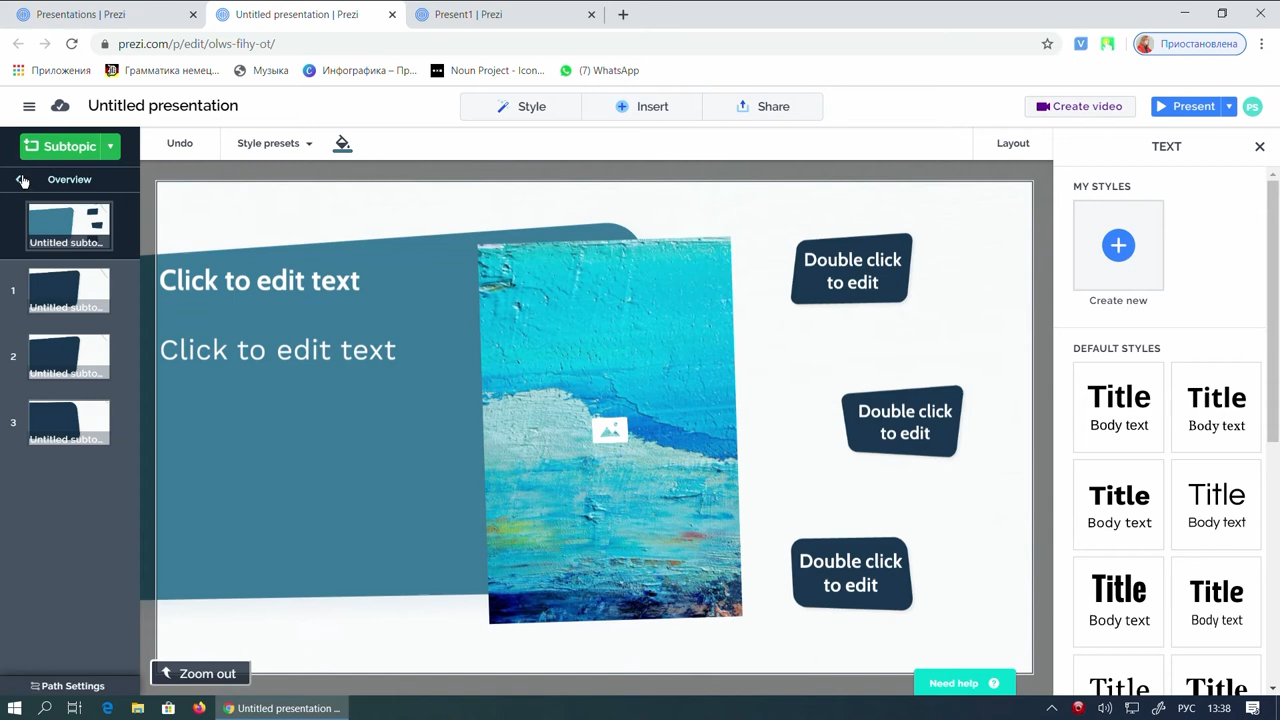 Presentations | Prezi
Untitled presentation | Prezi
Present1 | Prezi
prezi.com/p/edit/olws-fihy-ot/
Приостановлена
Приложения
Грамматика немец...
Музыка
Инфографика – Пр...
Noun Project - Icon...
(7) WhatsApp
Untitled presentation
Style
Insert
Share
Create video
Present
PS
Subtopic
Undo
Style presets
Layout
TEXT
Overview
Untitled subto...
1
Untitled subto...
2
Untitled subto...
3
Untitled subto...
Path Settings
Click to edit text
Click to edit text
Double click
to edit
Double click
to edit
Double click
to edit
Zoom out
Need help ?
MY STYLES
Create new
DEFAULT STYLES
Title
Body text
Title
Body text
Title
Body text
Title
Body text
Title
Body text
Title
Body text
Title
Title
Untitled presentation ...
РУС
13:38